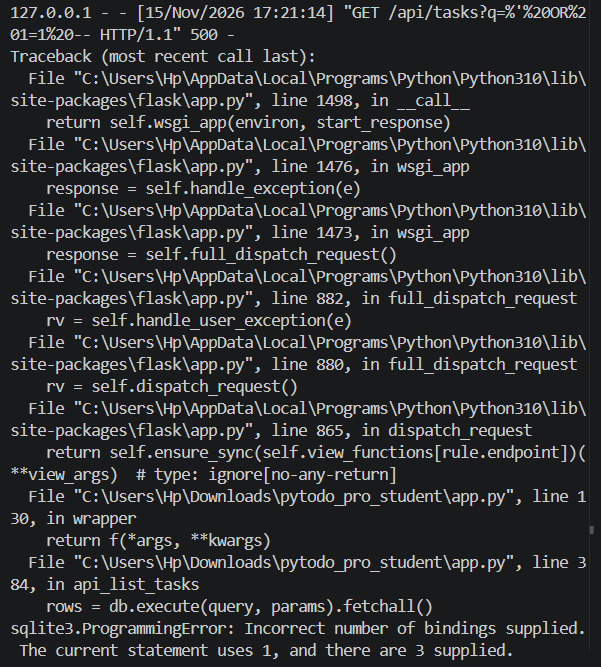 127.0.0.1 - - [15/Nov/2026 17:21:14] "GET /api/tasks?q=%'%20OR%2
01=1%20-- HTTP/1.1" 500 -
Traceback (most recent call last):
  File "C:\Users\Hp\AppData\Local\Programs\Python\Python310\lib\
site-packages\flask\app.py", line 1498, in __call__
    return self.wsgi_app(environ, start_response)
  File "C:\Users\Hp\AppData\Local\Programs\Python\Python310\lib\
site-packages\flask\app.py", line 1476, in wsgi_app
    response = self.handle_exception(e)
  File "C:\Users\Hp\AppData\Local\Programs\Python\Python310\lib\
site-packages\flask\app.py", line 1473, in wsgi_app
    response = self.full_dispatch_request()
  File "C:\Users\Hp\AppData\Local\Programs\Python\Python310\lib\
site-packages\flask\app.py", line 882, in full_dispatch_request
    rv = self.handle_user_exception(e)
  File "C:\Users\Hp\AppData\Local\Programs\Python\Python310\lib\
site-packages\flask\app.py", line 880, in full_dispatch_request
    rv = self.dispatch_request()
  File "C:\Users\Hp\AppData\Local\Programs\Python\Python310\lib\
site-packages\flask\app.py", line 865, in dispatch_request
    return self.ensure_sync(self.view_functions[rule.endpoint])(
**view_args)  # type: ignore[no-any-return]
  File "C:\Users\Hp\Downloads\pytodo_pro_student\app.py", line 1
30, in wrapper
    return f(*args, **kwargs)
  File "C:\Users\Hp\Downloads\pytodo_pro_student\app.py", line 3
84, in api_list_tasks
    rows = db.execute(query, params).fetchall()
sqlite3.ProgrammingError: Incorrect number of bindings supplied.
 The current statement uses 1, and there are 3 supplied.